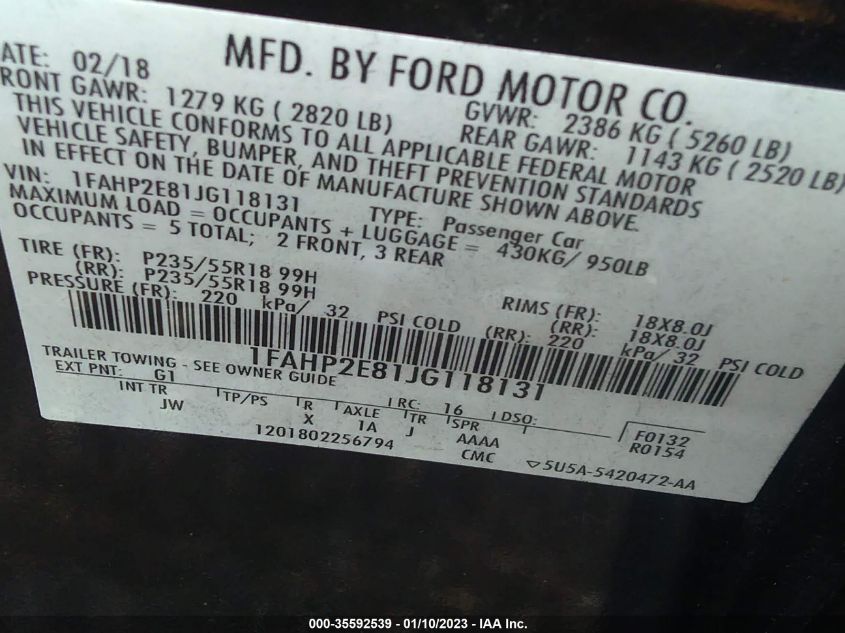 ATE: 02/18
MFD. BY FORD MOTOR CO.
FRONT GAWR: 1279 KG ( 2820 LB)
GVWR: 2386 KG ( 5260 LB)
REAR GAWR: 1143 KG ( 2520 LB)
THIS VEHICLE CONFORMS TO ALL APPLICABLE FEDERAL MOTOR
VEHICLE SAFETY, BUMPER, AND THEFT PREVENTION STANDARDS
IN EFFECT ON THE DATE OF MANUFACTURE SHOWN ABOVE.
VIN: 1FAHP2E81JG118131
TYPE: Passenger Car
MAXIMUM LOAD = OCCUPANTS + LUGGAGE = 430KG/ 950LB
OCCUPANTS = 5 TOTAL; 2 FRONT, 3 REAR
TIRE (FR): P235/55R18 99H
RIMS (FR): 18X8.0J
(RR): P235/55R18 99H
(RR): 18X8.0J
PRESSURE (FR): 220 kPa/ 32 PSI COLD
(RR): 220 kPa/ 32 PSI COLD
1FAHP2E81JG118131
TRAILER TOWING - SEE OWNER GUIDE
EXT PNT: G1 RC: 16 DSO:
INT TR TP/PS R AXLE TR SPR
JW X 1A J AAAA
F0132
R0154
1201802256794 CMC ▽5U5A-5420472-AA
000-35592539 - 01/10/2023 - IAA Inc.